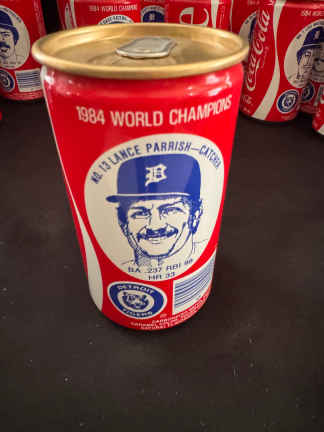 1984 WORLD CHAMPIONS
NO. 13 LANCE PARRISH—CATCHER
D
BA .237 RBI 98
HR 33
DETROIT
TIGERS
1984 WORLD CHAMPIONS
Coca-Cola